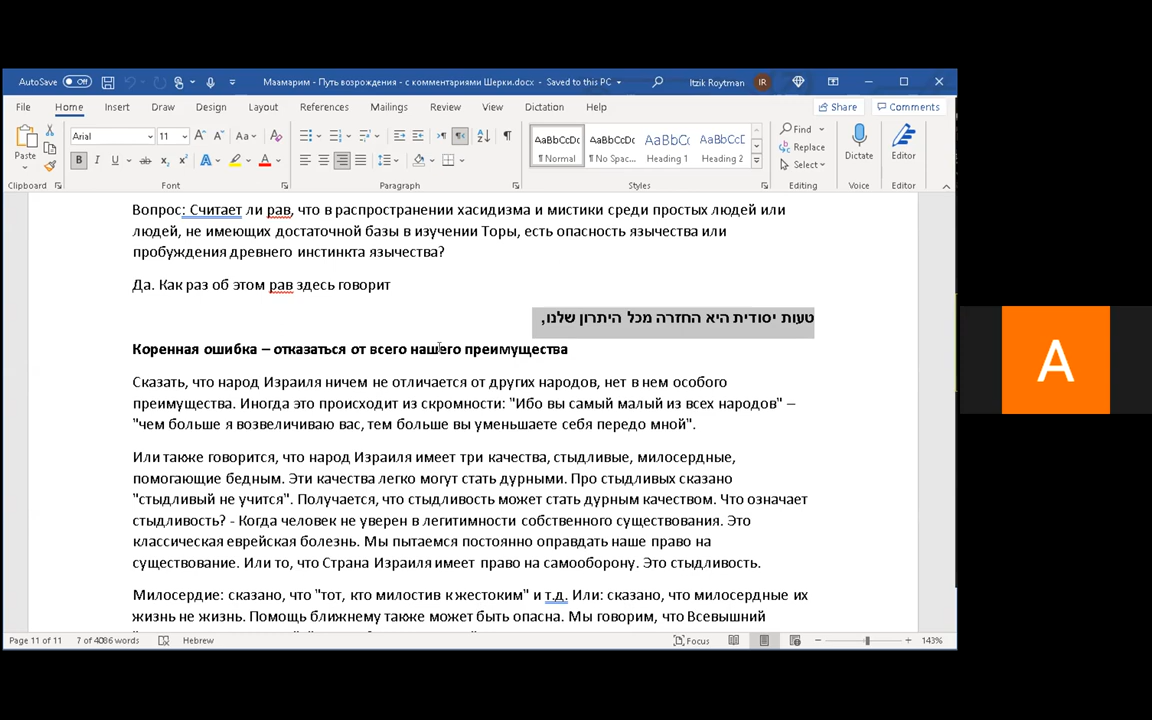 AutoSave Off Маамарим - Путь возрождения - с комментариями Шерки.docx - Saved to this PC Itzik Roytman IR
File Home Insert Draw Design Layout References Mailings Review View Dictation Help Share Comments
Paste Arial 11 A A Aa A AaBbCcDc AaBbCcDc AaBbCc AaBbCcC Find Replace Select Dictate Editor
B I U ab x₂ x² A A
¶ Normal ¶ No Spac... Heading 1 Heading 2
Clipboard Font Paragraph Styles Editing Voice Editor
Вопрос: Считает ли рав, что в распространении хасидизма и мистики среди простых людей или
людей, не имеющих достаточной базы в изучении Торы, есть опасность язычества или
пробуждения древнего инстинкта язычества?
Да. Как раз об этом рав здесь говорит
טעות יסודית היא החזרה מכל היתרון שלנו,
Коренная ошибка – отказаться от всего нашего преимущества
Сказать, что народ Израиля ничем не отличается от других народов, нет в нем особого
преимущества. Иногда это происходит из скромности: "Ибо вы самый малый из всех народов" –
"чем больше я возвеличиваю вас, тем больше вы уменьшаете себя передо мной".
Или также говорится, что народ Израиля имеет три качества, стыдливые, милосердные,
помогающие бедным. Эти качества легко могут стать дурными. Про стыдливых сказано
"стыдливый не учится". Получается, что стыдливость может стать дурным качеством. Что означает
стыдливость? - Когда человек не уверен в легитимности собственного существования. Это
классическая еврейская болезнь. Мы пытаемся постоянно оправдать наше право на
существование. Или то, что Страна Израиля имеет право на самооборону. Это стыдливость.
Милосердие: сказано, что "тот, кто милостив к жестоким" и т.д. Или: сказано, что милосердные их
жизнь не жизнь. Помощь ближнему также может быть опасна. Мы говорим, что Всевышний
Page 11 of 11 7 of 4086 words Hebrew Focus 143%
A